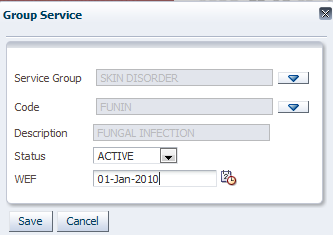 Group Service
Service Group SKIN DISORDER
Code FUNIN
Description FUNGAL INFECTION
Status ACTIVE
WEF 01-Jan-2010
Save Cancel